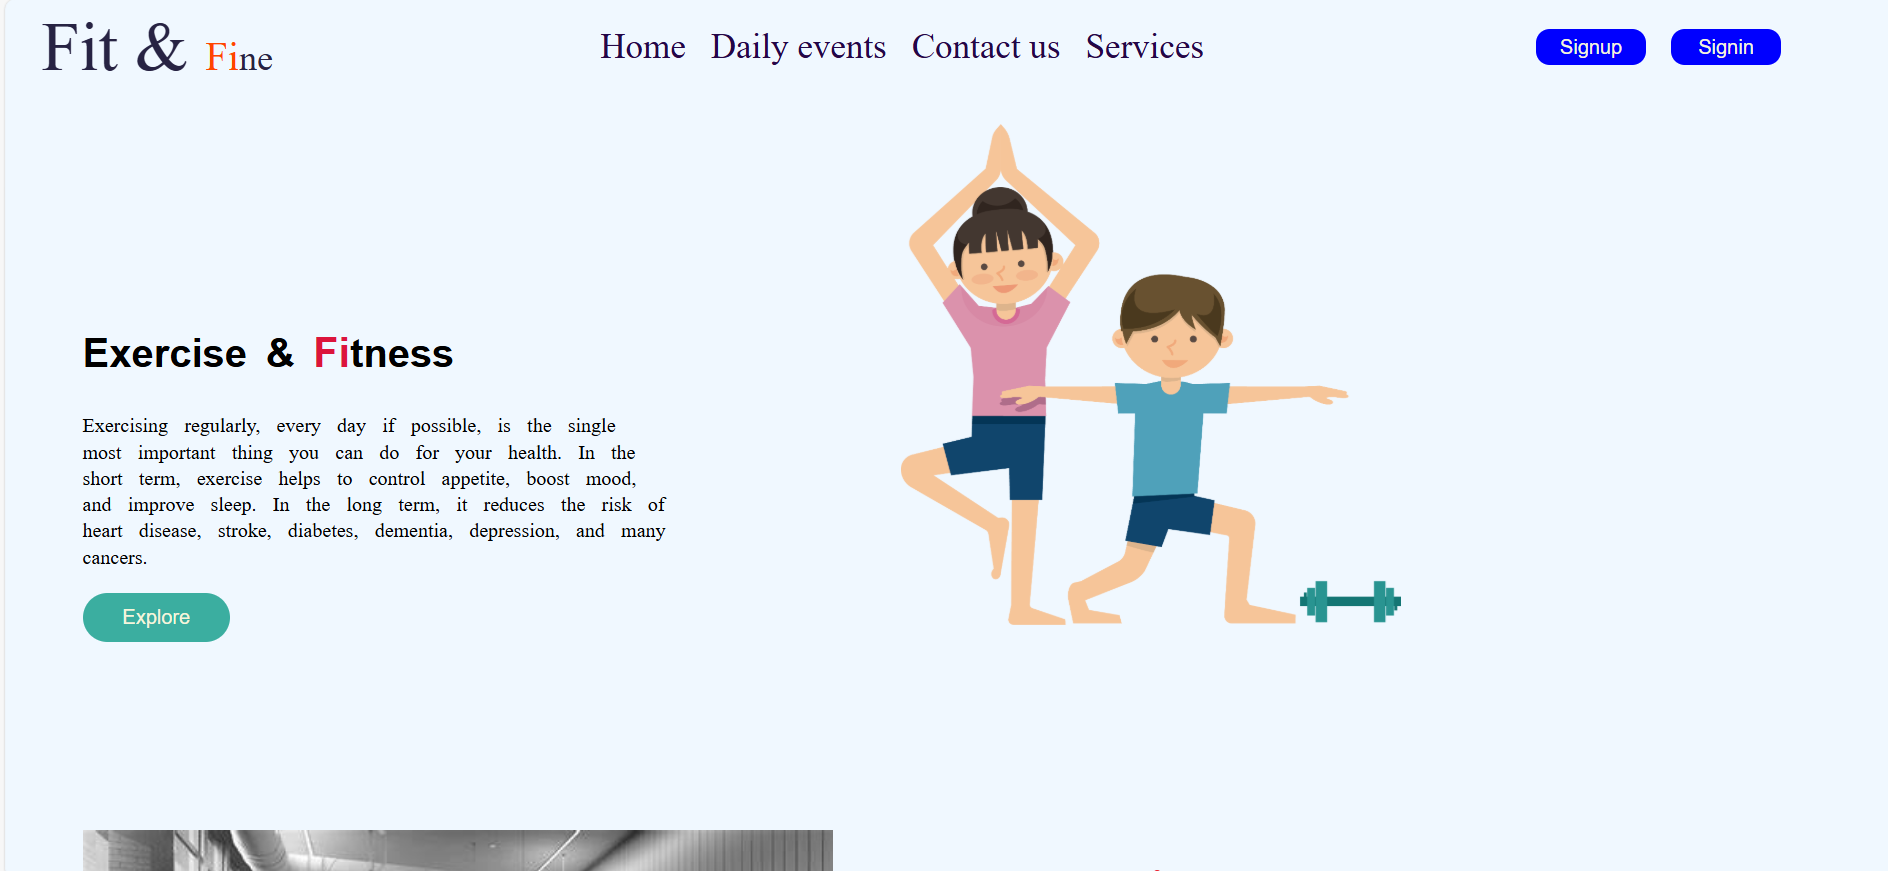 Fit & Fine
Home Daily events Contact us Services
Signup Signin
Exercise & Fitness
Exercising regularly, every day if possible, is the single
most important thing you can do for your health. In the
short term, exercise helps to control appetite, boost mood,
and improve sleep. In the long term, it reduces the risk of
heart disease, stroke, diabetes, dementia, depression, and many
cancers.
Explore